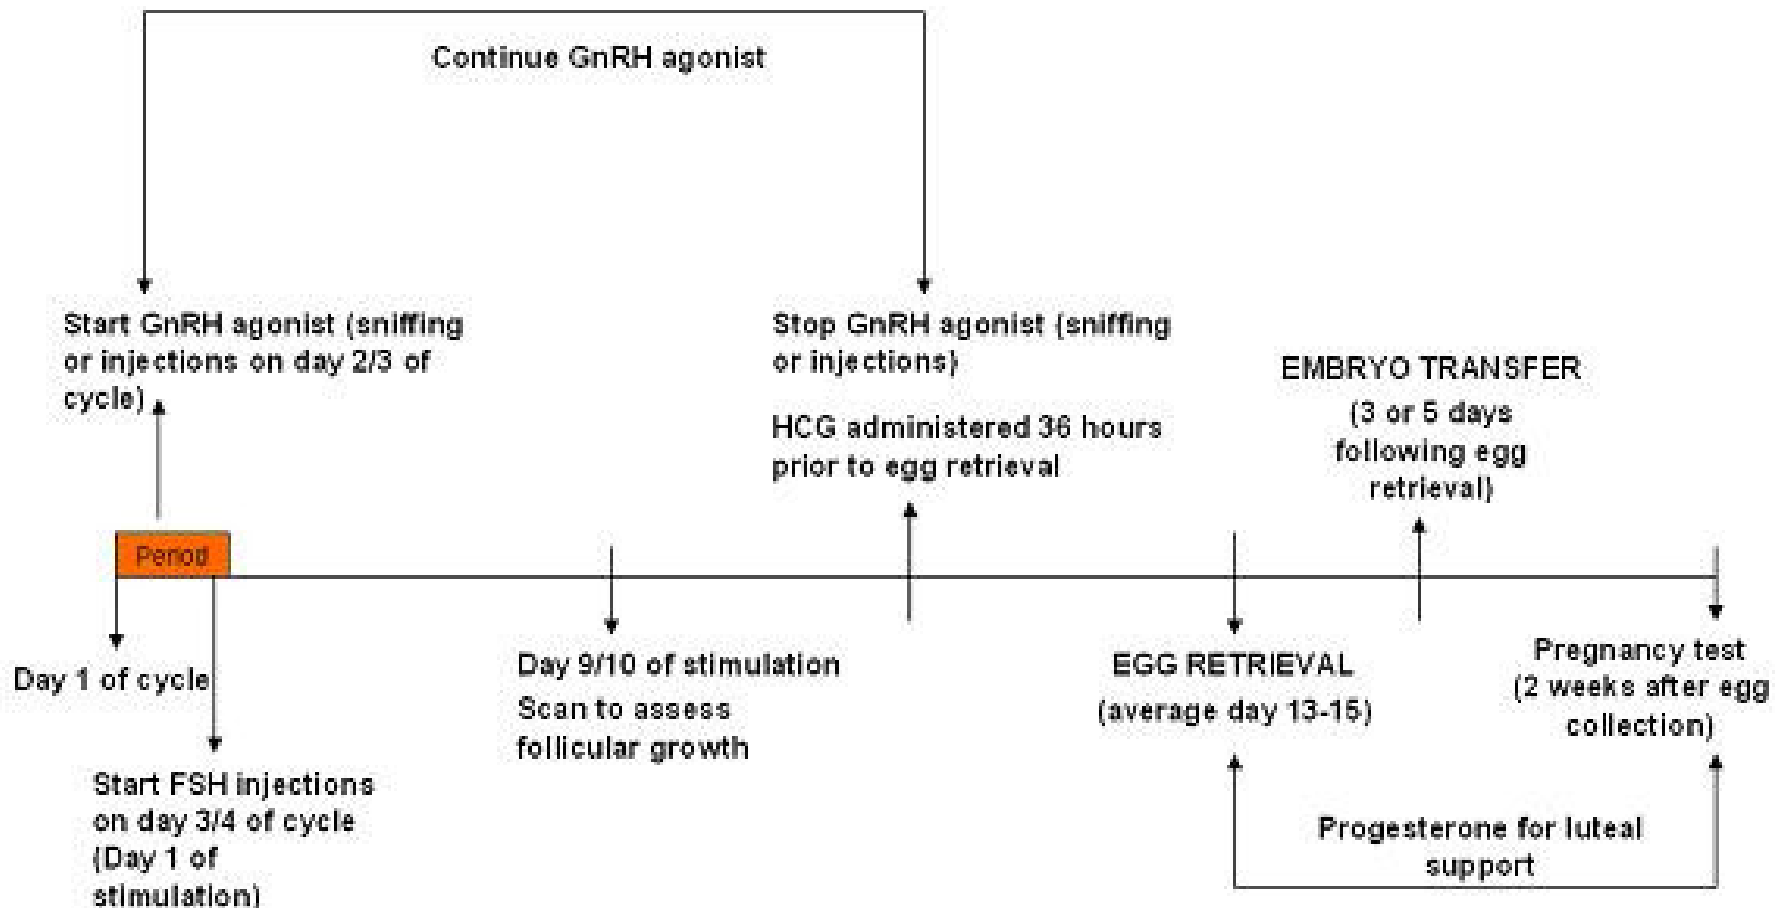 Continue GnRH agonist
Start GnRH agonist (sniffing
or injections on day 2/3 of
cycle)
Stop GnRH agonist (sniffing
or injections)
HCG administered 36 hours
prior to egg retrieval
EMBRYO TRANSFER
(3 or 5 days
following egg
retrieval)
Period
Day 1 of cycle
Start FSH injections
on day 3/4 of cycle
(Day 1 of
stimulation)
Day 9/10 of stimulation
Scan to assess
follicular growth
EGG RETRIEVAL
(average day 13-15)
Pregnancy test
(2 weeks after egg
collection)
Progesterone for luteal
support